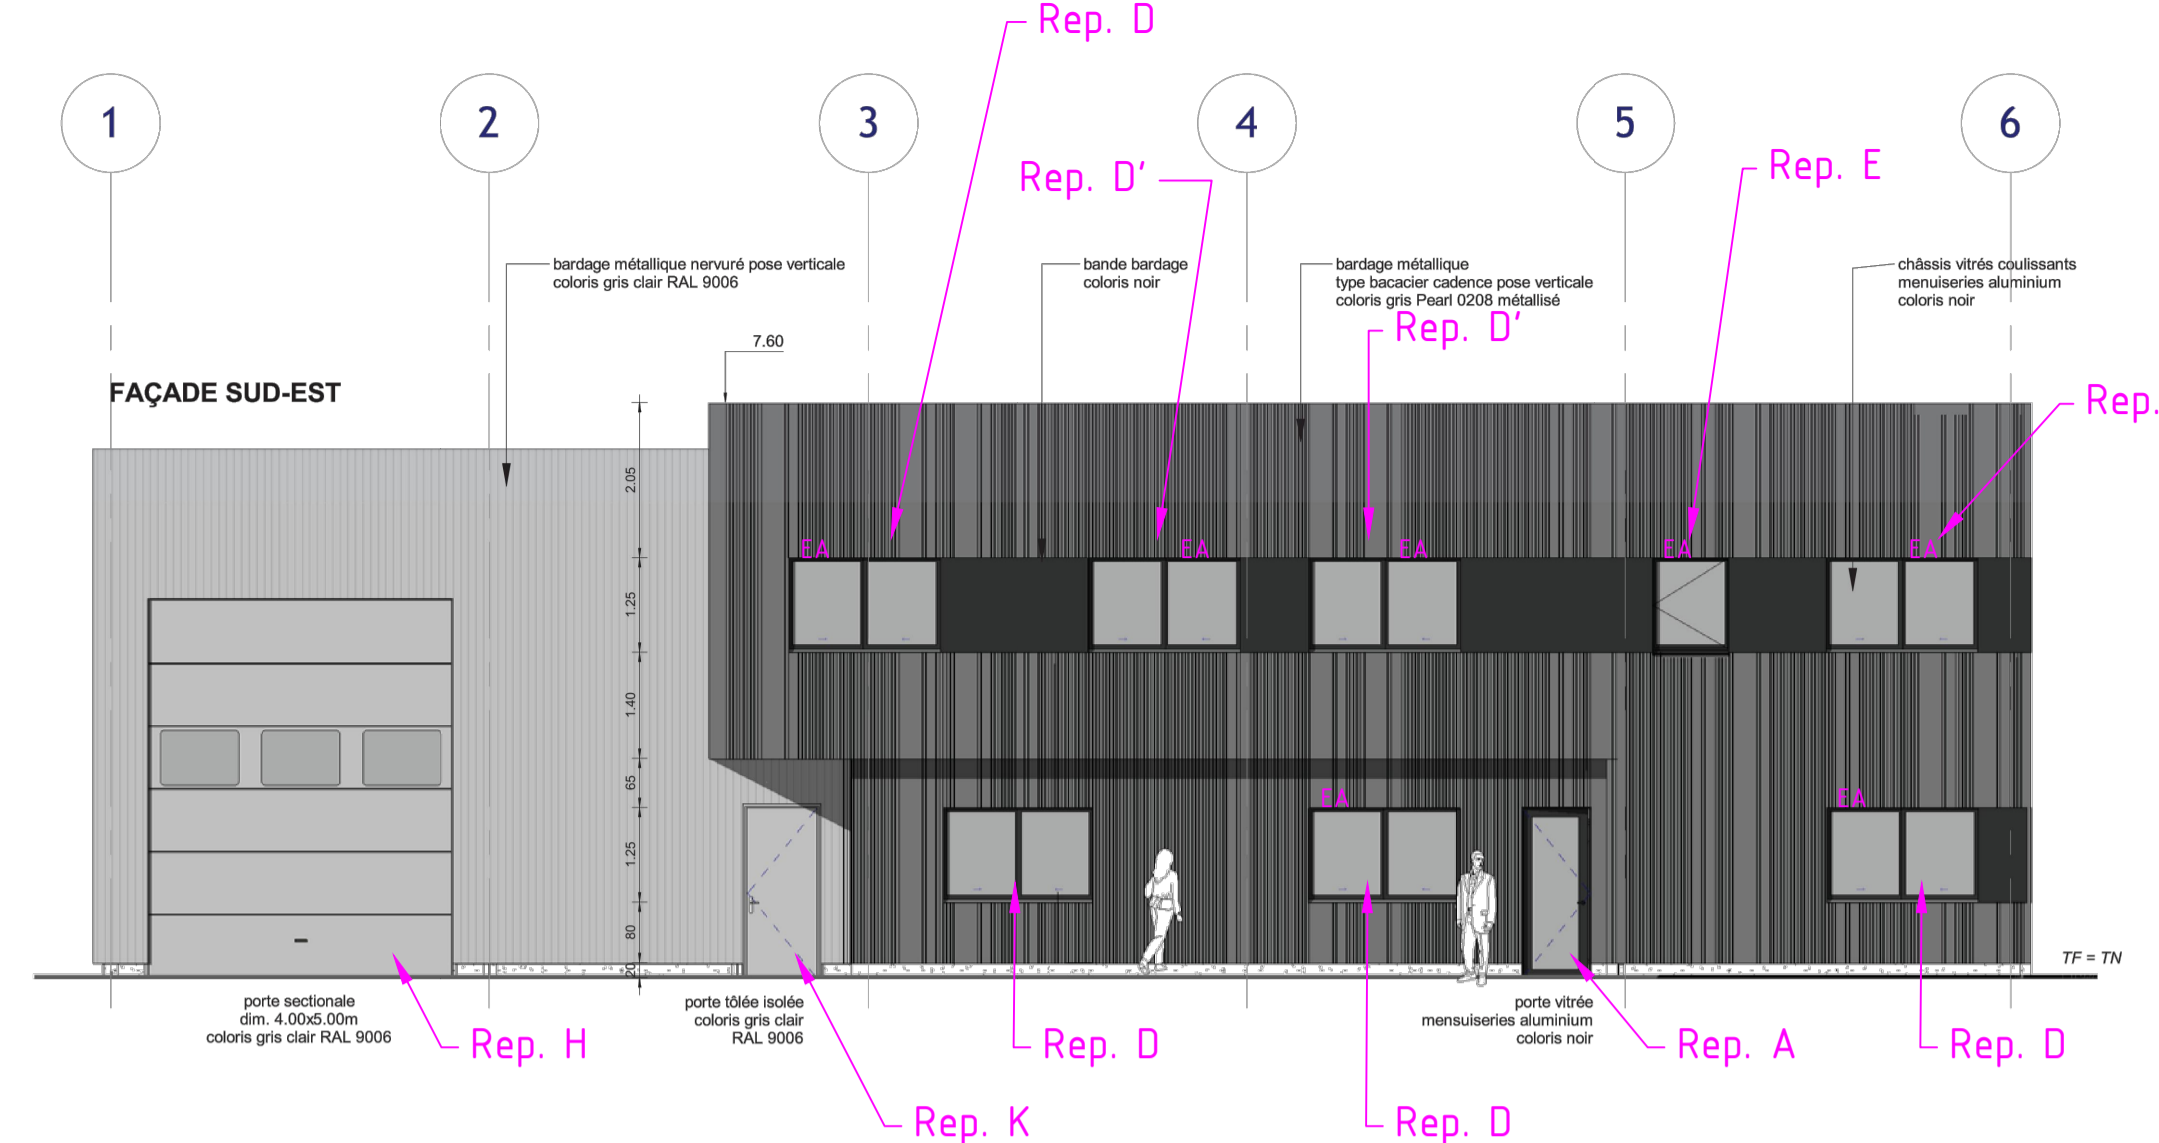 Rep. D
1
2
3
4
5
6
Rep. D'
Rep. E
bardage métallique nervuré pose verticale
coloris gris clair RAL 9006
bande bardage
coloris noir
bardage métallique
type bacacier cadence pose verticale
coloris gris Pearl 0208 métallisé
châssis vitrés coulissants
menuiseries aluminium
coloris noir
Rep. D'
7.60
FAÇADE SUD-EST
Rep.
2.05
EA
EA
EA
EA
EA
1.25
1.40
65
EA
EA
1.25
80
20
TF = TN
porte sectionale
dim. 4.00x5.00m
coloris gris clair RAL 9006
porte tôlée isolée
coloris gris clair
RAL 9006
porte vitrée
mensuiseries aluminium
coloris noir
Rep. H
Rep. D
Rep. A
Rep. D
Rep. K
Rep. D